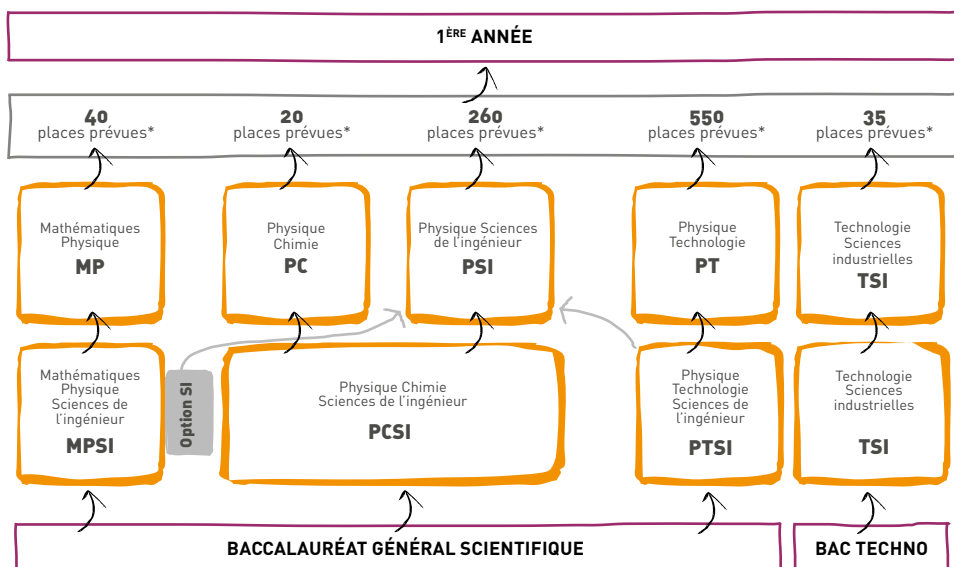 1ÈRE ANNÉE
40
places prévues*
20
places prévues*
260
places prévues*
550
places prévues*
35
places prévues*
Mathématiques
Physique
MP
Physique
Chimie
PC
Physique Sciences
de l'ingénieur
PSI
Physique
Technologie
PT
Technologie
Sciences
industrielles
TSI
Mathématiques
Physique
Sciences de
l'ingénieur
MPSI
Option SI
Physique Chimie
Sciences de l'ingénieur
PCSI
Physique
Technologie
Sciences de
l'ingénieur
PTSI
Technologie
Sciences
industrielles
TSI
BACCALAURÉAT GÉNÉRAL SCIENTIFIQUE
BAC TECHNO